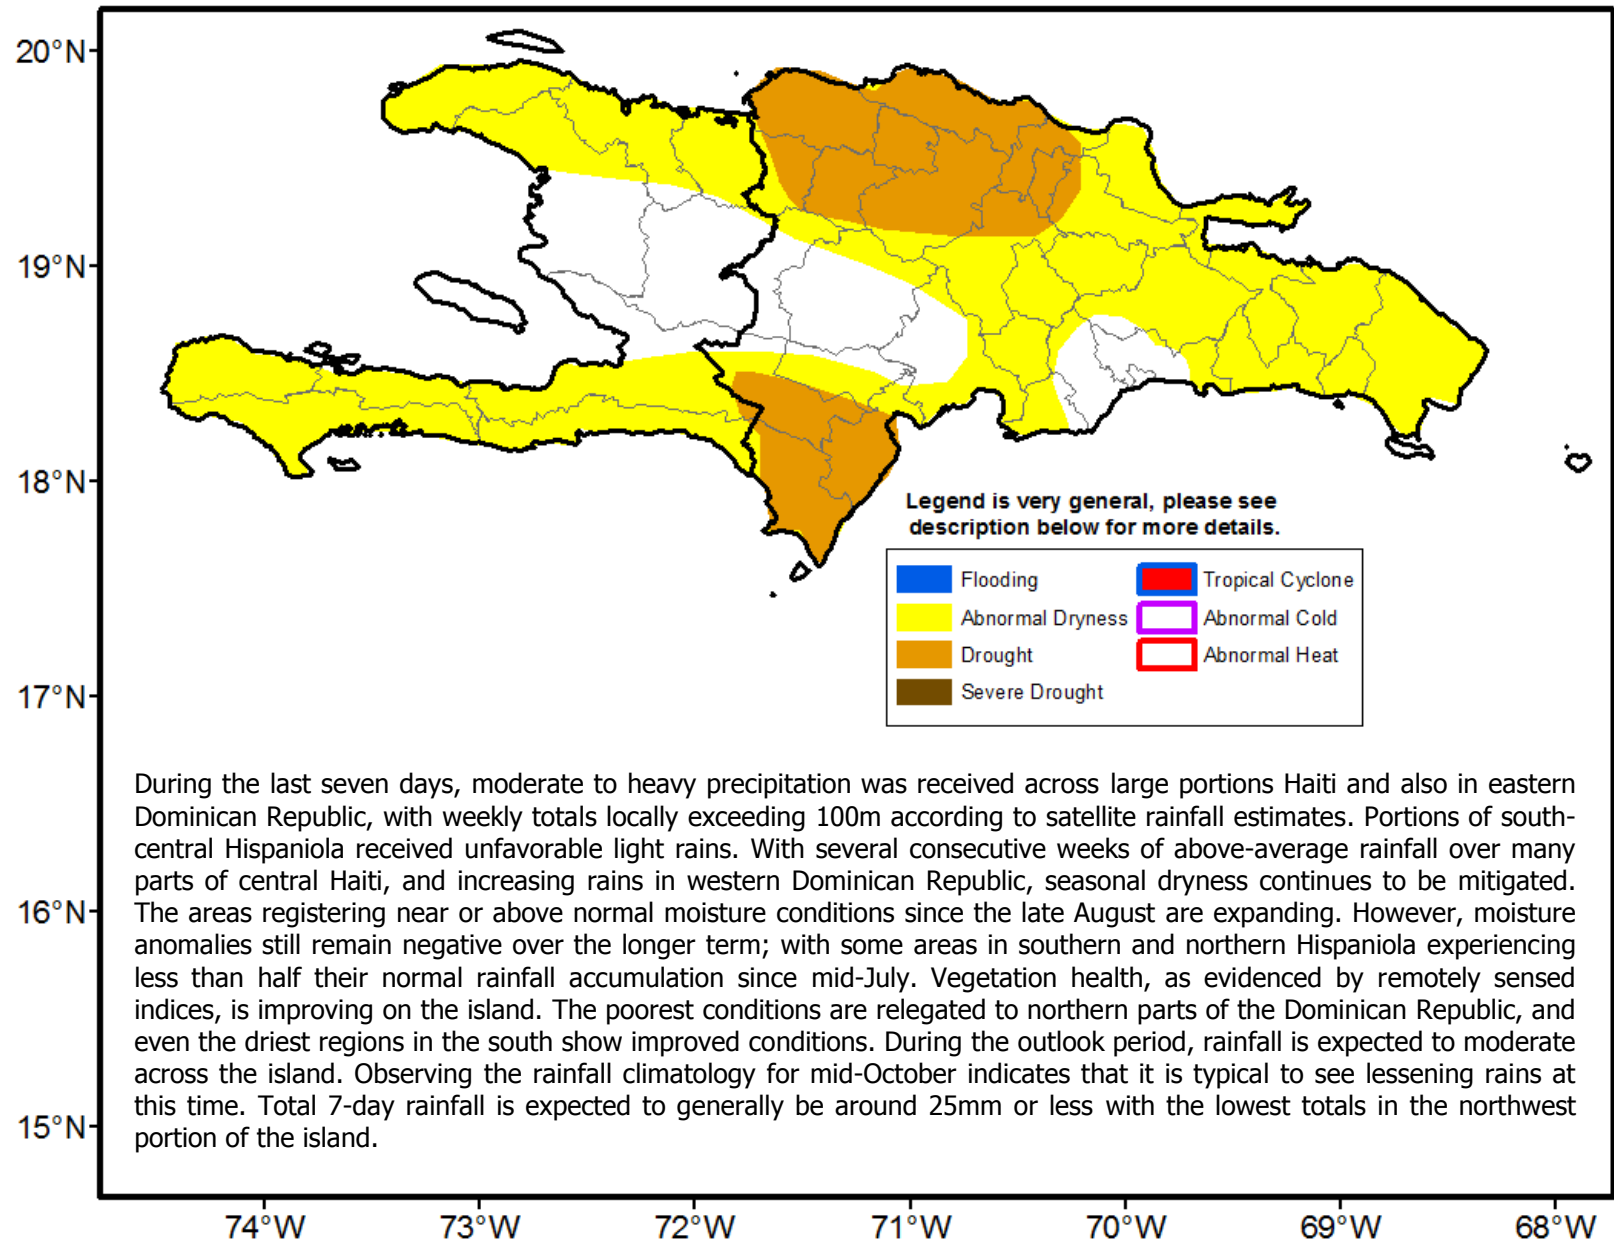 20°N
19°N
18°N
17°N
16°N
15°N
Legend is very general, please see
description below for more details.
Flooding
Tropical Cyclone
Abnormal Dryness
Abnormal Cold
Drought
Abnormal Heat
Severe Drought
During the last seven days, moderate to heavy precipitation was received across large portions Haiti and also in eastern
Dominican Republic, with weekly totals locally exceeding 100m according to satellite rainfall estimates. Portions of south-
central Hispaniola received unfavorable light rains. With several consecutive weeks of above-average rainfall over many
parts of central Haiti, and increasing rains in western Dominican Republic, seasonal dryness continues to be mitigated.
The areas registering near or above normal moisture conditions since the late August are expanding. However, moisture
anomalies still remain negative over the longer term; with some areas in southern and northern Hispaniola experiencing
less than half their normal rainfall accumulation since mid-July. Vegetation health, as evidenced by remotely sensed
indices, is improving on the island. The poorest conditions are relegated to northern parts of the Dominican Republic, and
even the driest regions in the south show improved conditions. During the outlook period, rainfall is expected to moderate
across the island. Observing the rainfall climatology for mid-October indicates that it is typical to see lessening rains at
this time. Total 7-day rainfall is expected to generally be around 25mm or less with the lowest totals in the northwest
portion of the island.
74°W 73°W 72°W 71°W 70°W 69°W 68°W